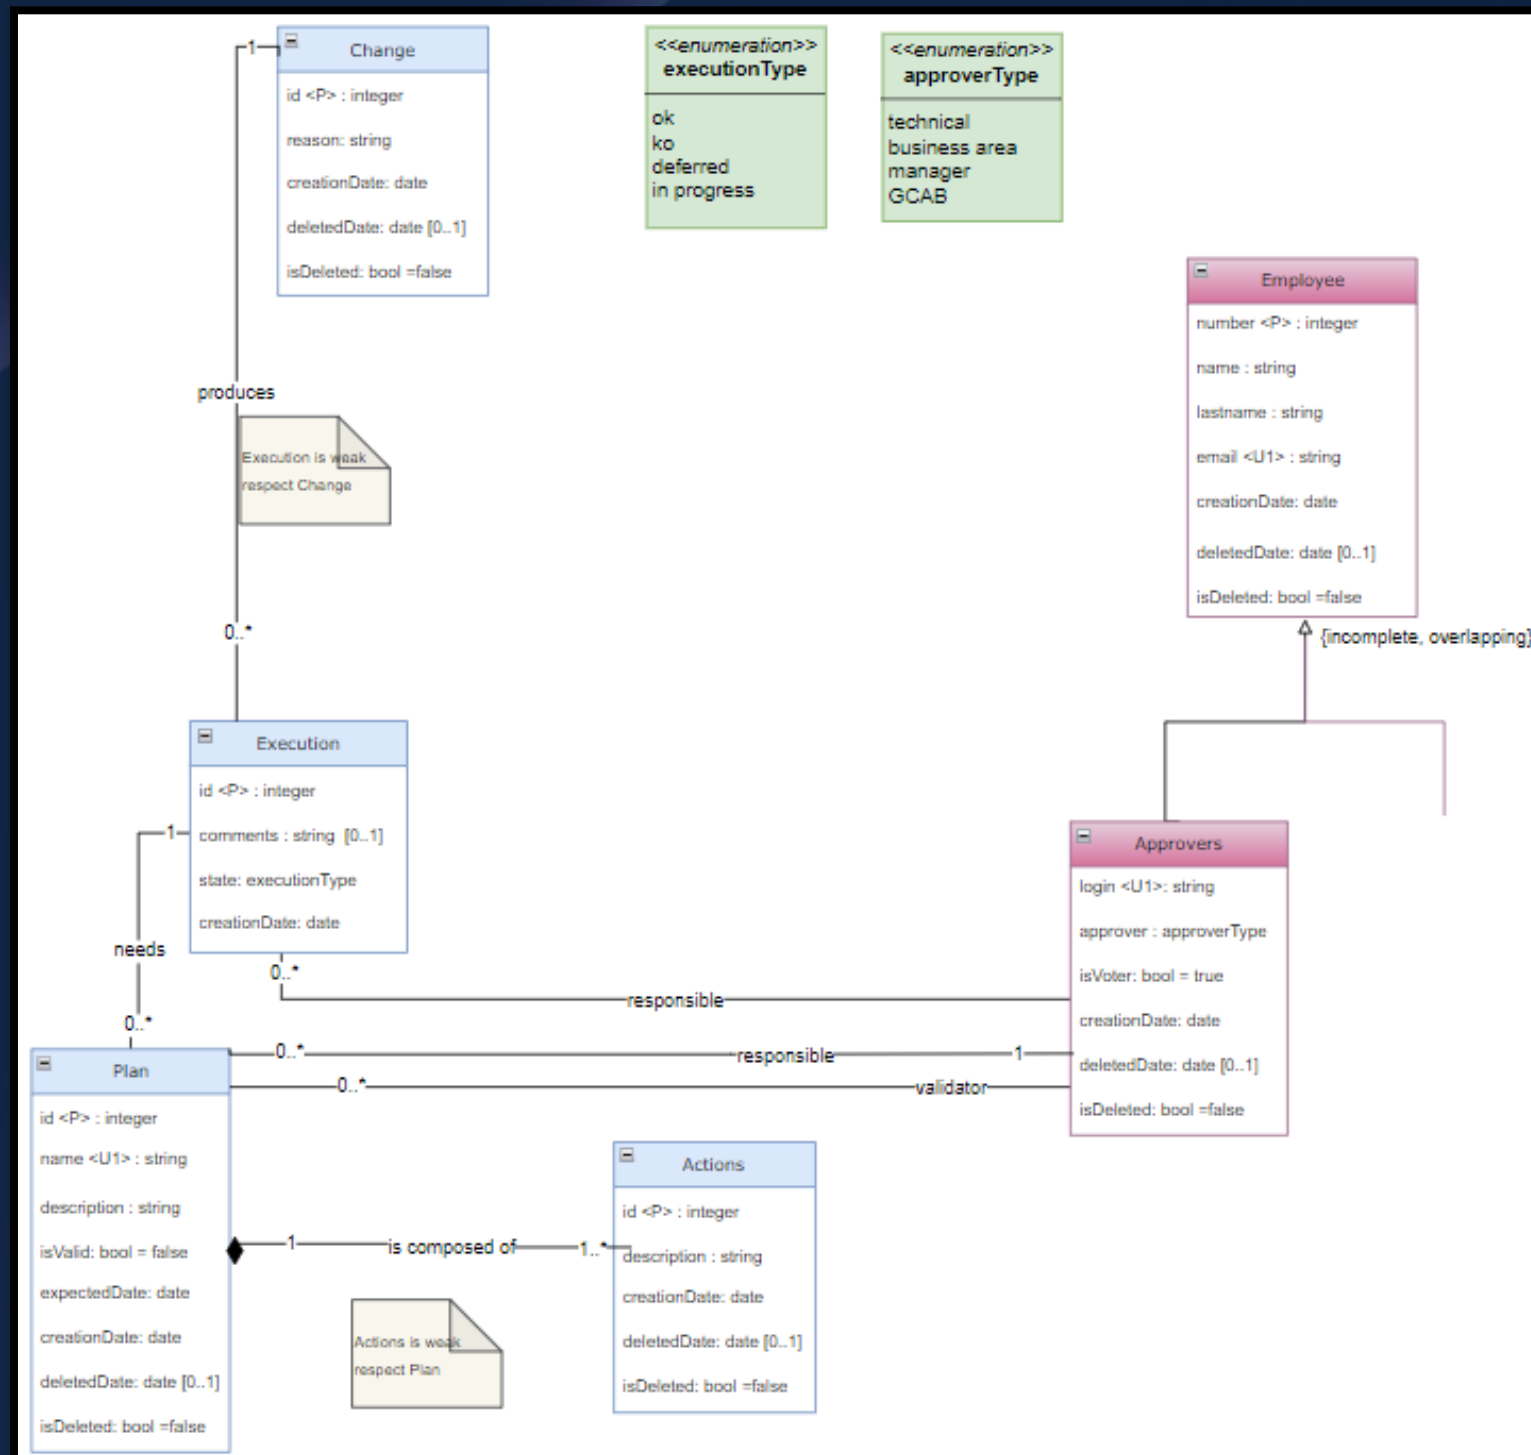 1
Change
id <P> : integer
reason: string
creationDate: date
deletedDate: date [0..1]
isDeleted: bool =false
<<enumeration>>
executionType
ok
ko
deferred
in progress
<<enumeration>>
approverType
technical
business area
manager
GCAB
Employee
number <P> : integer
name : string
lastname : string
email <U1> : string
creationDate: date
deletedDate: date [0..1]
isDeleted: bool =false
{incomplete, overlapping}
produces
Execution is weak
respect Change
0..*
Execution
id <P> : integer
comments : string [0..1]
state: executionType
creationDate: date
1
needs
0..*
0..*
responsible
Approvers
login <U1>: string
approver : approverType
isVoter: bool = true
creationDate: date
deletedDate: date [0..1]
isDeleted: bool =false
0..*
responsible
1
0..*
validator
Plan
id <P> : integer
name <U1> : string
description : string
isValid: bool = false
expectedDate: date
creationDate: date
deletedDate: date [0..1]
isDeleted: bool =false
1
is composed of
1..*
Actions
id <P> : integer
description : string
creationDate: date
deletedDate: date [0..1]
isDeleted: bool =false
Actions is weak
respect Plan